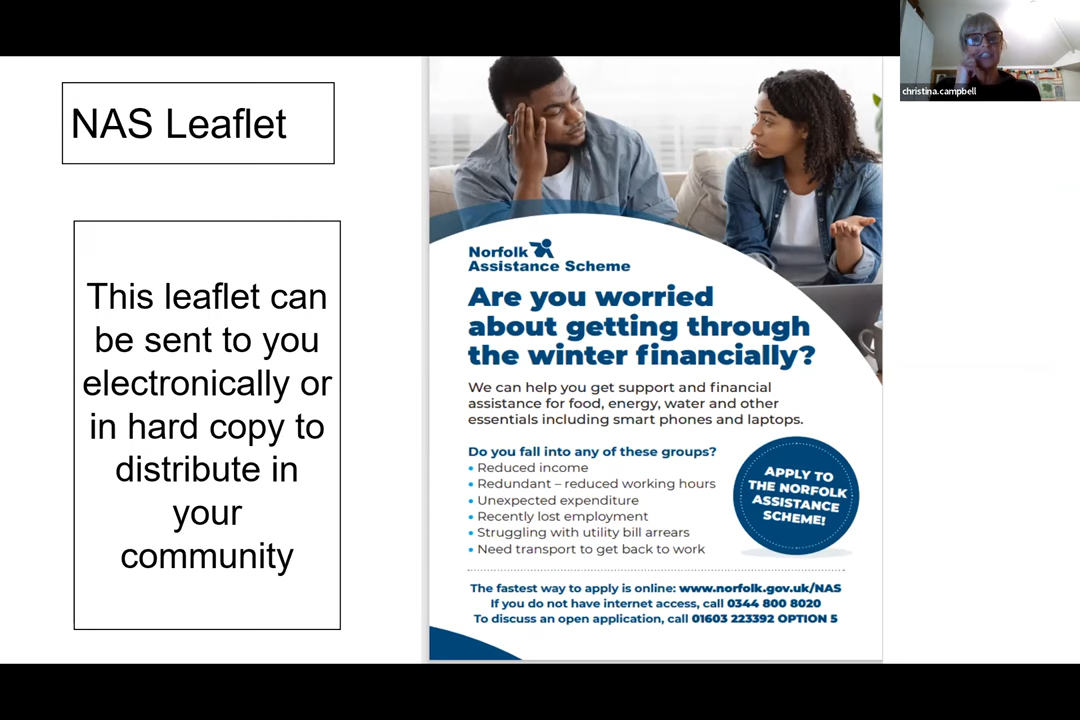 christina.campbell
NAS Leaflet
This leaflet can
be sent to you
electronically or
in hard copy to
distribute in
your
community
Norfolk
Assistance Scheme
Are you worried
about getting through
the winter financially?
We can help you get support and financial
assistance for food, energy, water and other
essentials including smart phones and laptops.
Do you fall into any of these groups?
• Reduced income
• Redundant – reduced working hours
• Unexpected expenditure
• Recently lost employment
• Struggling with utility bill arrears
• Need transport to get back to work
APPLY TO
THE NORFOLK
ASSISTANCE
SCHEME!
The fastest way to apply is online: www.norfolk.gov.uk/NAS
If you do not have internet access, call 0344 800 8020
To discuss an open application, call 01603 223392 OPTION 5